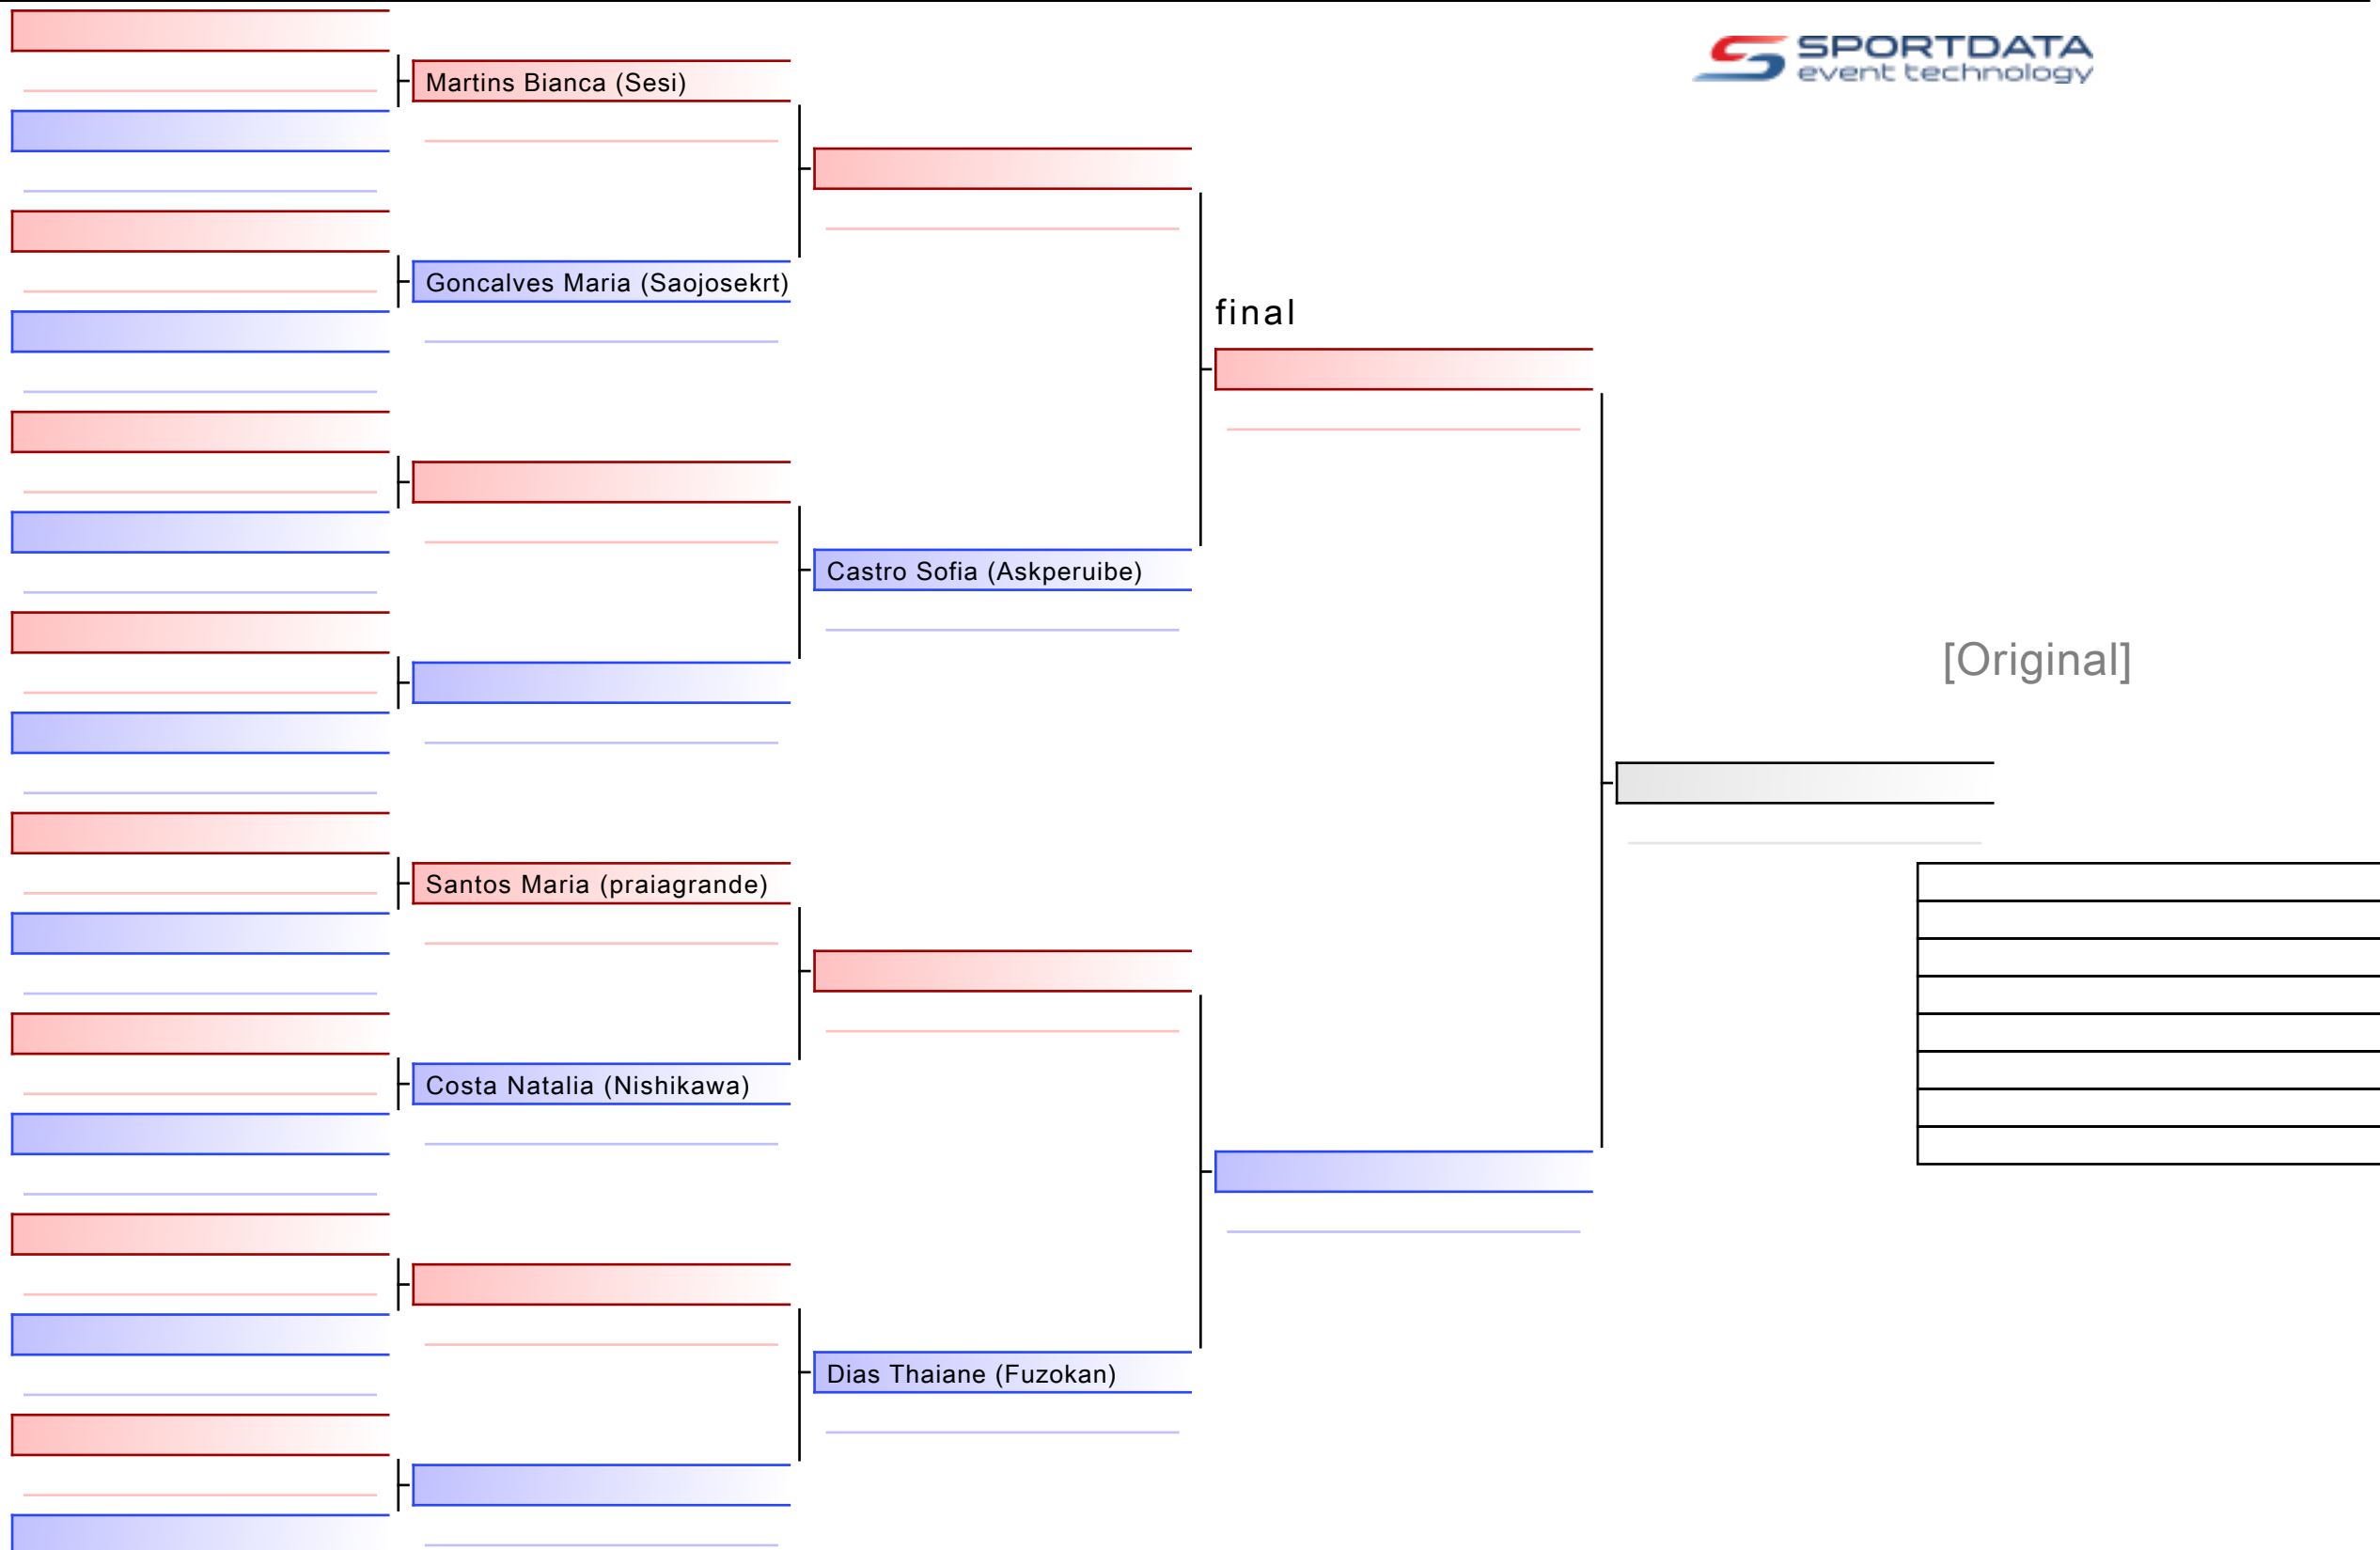 SPORTDATA
event technology
Martins Bianca (Sesi)
Goncalves Maria (Saojosekrt)
final
Castro Sofia (Askperuibe)
[Original]
Santos Maria (praiagrande)
Costa Natalia (Nishikawa)
Dias Thaiane (Fuzokan)